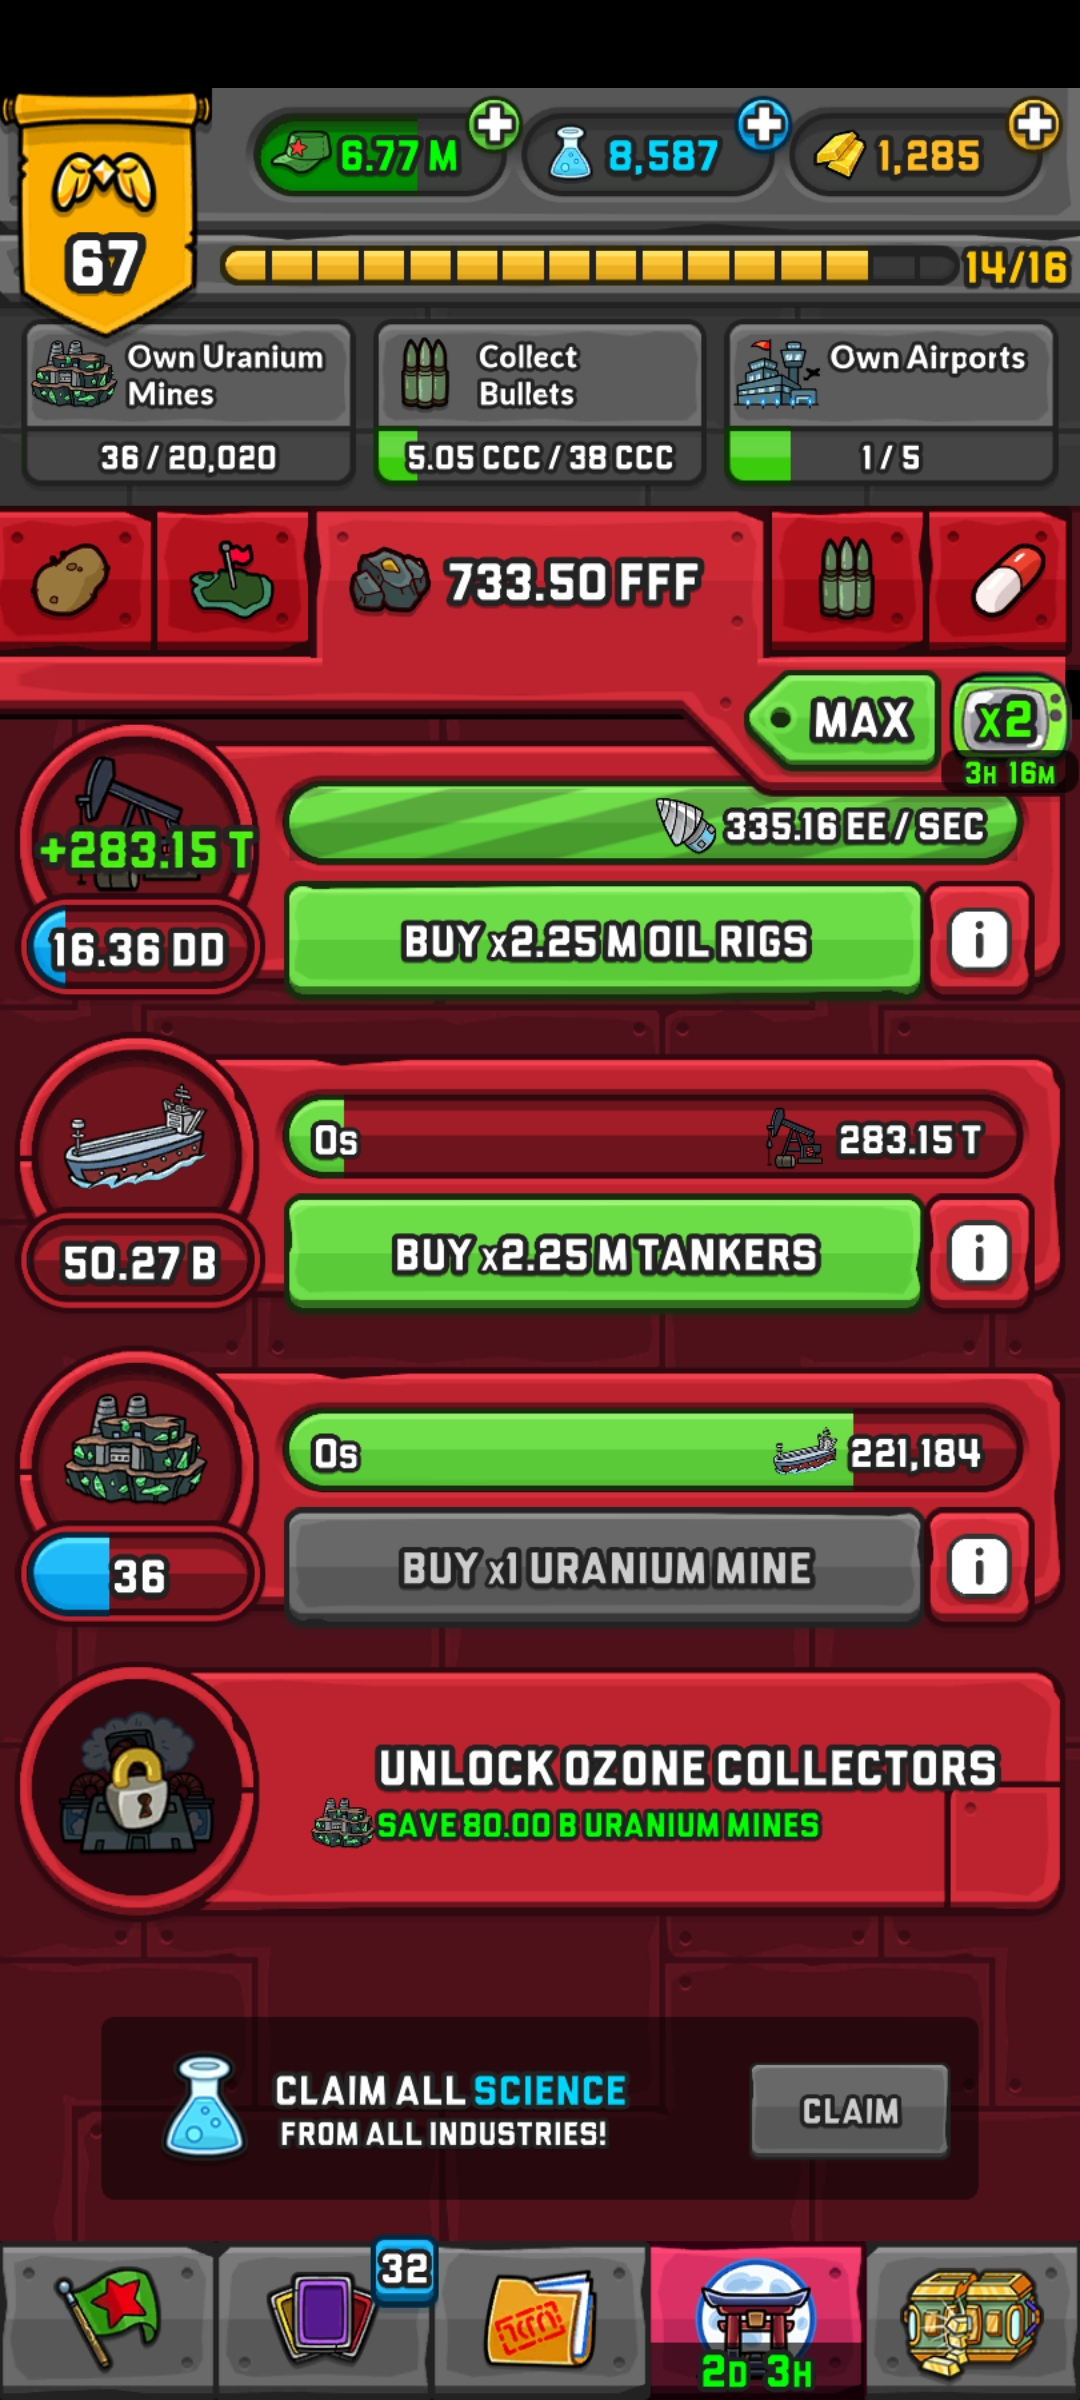 67
6.77 M
8,587
1,285
14/16
Own Uranium
Mines
36 / 20,020
Collect
Bullets
5.05 CCC / 38 CCC
Own Airports
1 / 5
733.50 FFF
MAX
x2
3H 16M
+283.15 T
335.16 EE / SEC
16.36 DD
BUY x2.25 M OIL RIGS
i
0s
283.15 T
50.27 B
BUY x2.25 M TANKERS
i
0s
221,184
36
BUY x1 URANIUM MINE
i
UNLOCK OZONE COLLECTORS
SAVE 80.00 B URANIUM MINES
CLAIM ALL SCIENCE
FROM ALL INDUSTRIES!
CLAIM
32
2D 3H